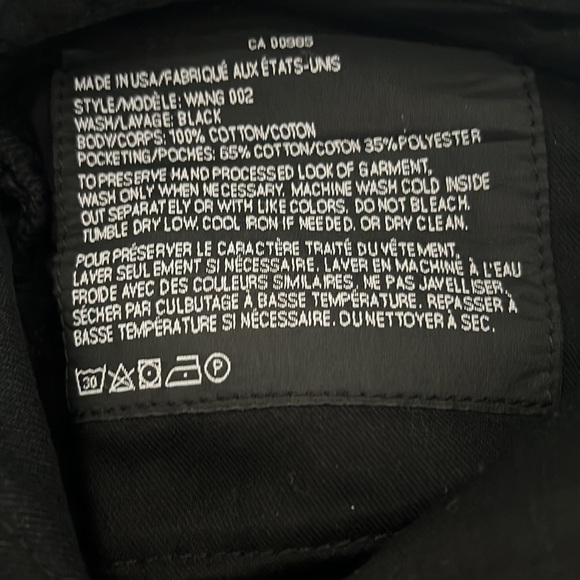 CA 00985
MADE IN USA/FABRIQUÉ AUX ÉTATS-UNIS
STYLE/MODÈLE: WANG 002
WASH/LAVAGE: BLACK
BODY/CORPS: 100% COTTON/COTON
POCKETING/POCHES: 65% COTTON/COTON 35% POLYESTER
TO PRESERVE HAND PROCESSED LOOK OF GARMENT,
WASH ONLY WHEN NECESSARY. MACHINE WASH COLD INSIDE
OUT SEPARATELY OR WITH LIKE COLORS. DO NOT BLEACH.
TUMBLE DRY LOW. COOL IRON IF NEEDED. OR DRY CLEAN.
POUR PRÉSERVER LE CARACTÈRE TRAITÉ DU VÊTEMENT,
LAVER SEULEMENT SI NÉCESSAIRE. LAVER EN MACHINE À L'EAU
FROIDE AVEC DES COULEURS SIMILAIRES. NE PAS JAVELLISER.
SÉCHER PAR CULBUTAGE À BASSE TEMPÉRATURE. REPASSER À
BASSE TEMPÉRATURE SI NÉCESSAIRE. OU NETTOYER À SEC.
30 P